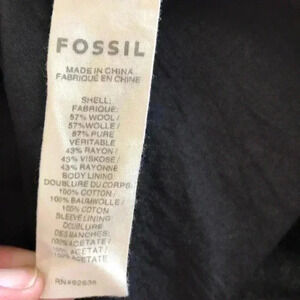 FOSSIL
MADE IN CHINA
FABRIQUÉ EN CHINE
SHELL:
FABRIQUE:
57% WOOL /
57% WOLLE /
57% PURE
VÉRITABLE
43% RAYON /
43% VISKOSE /
43% RAYONNE
BODY LINING:
DOUBLURE DU CORPS:
100% COTTON /
100% BAUMWOLLE /
100% COTON
SLEEVE LINING:
DOUBLURE
DES MANCHES:
100% ACETATE /
100% ACETAT /
100% ACETATE